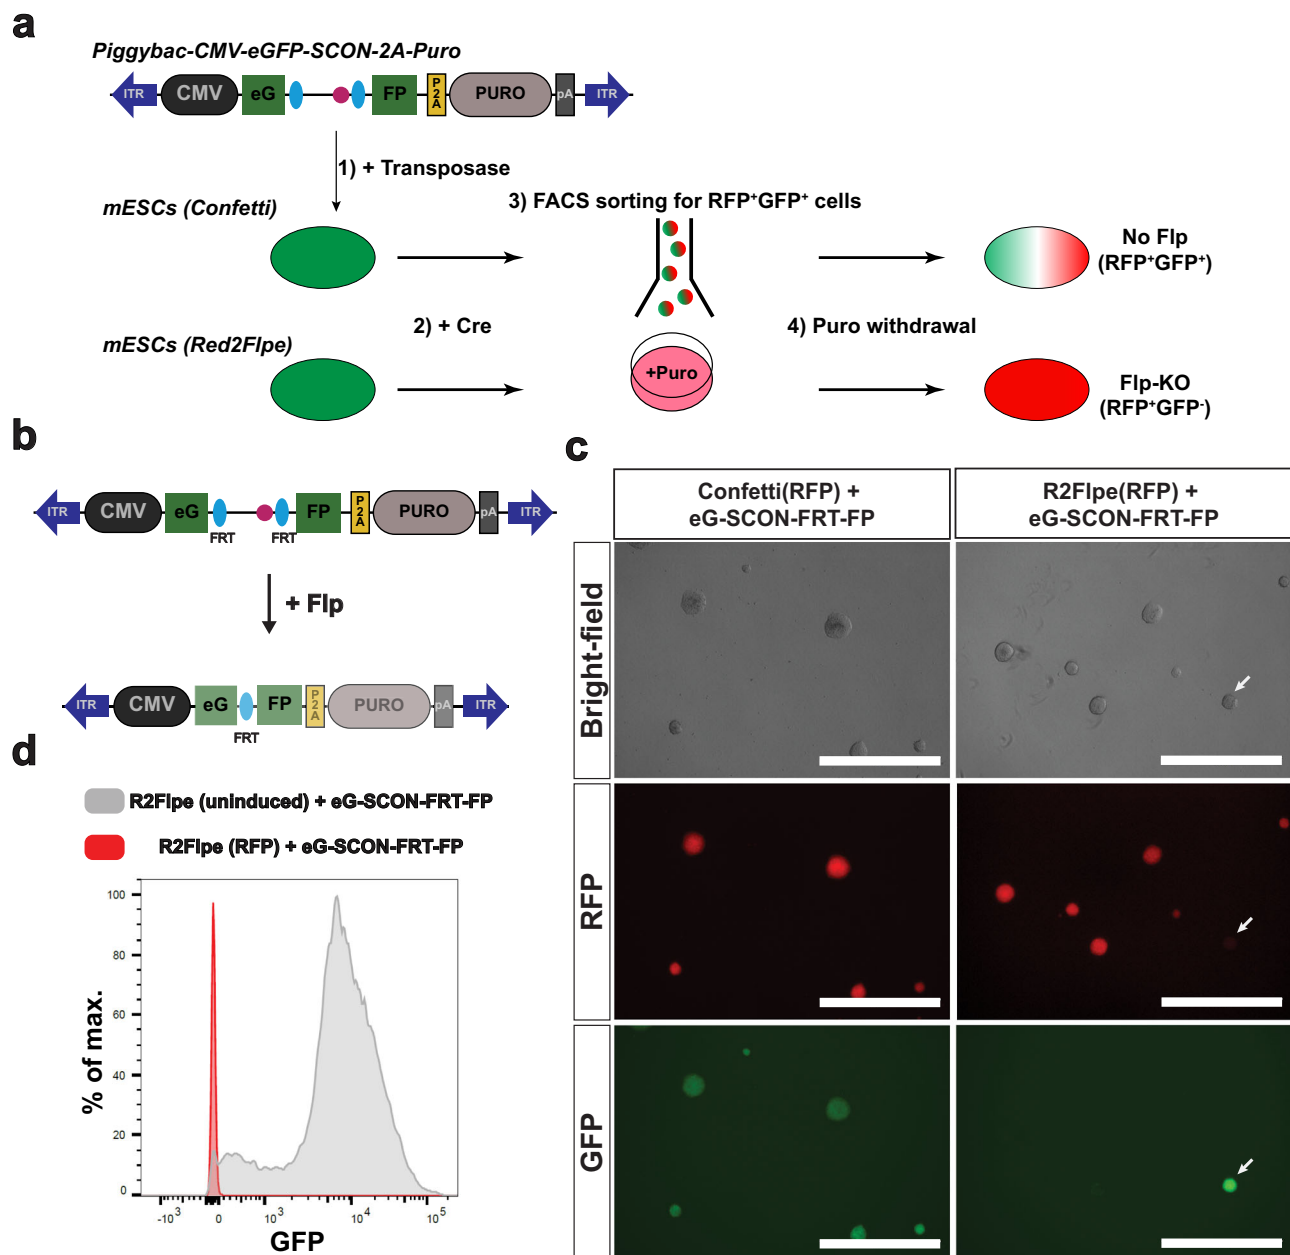 a
Piggybac-CMV-eGFP-SCON-2A-Puro
ITR CMV eG FP P2A PURO pA ITR
1) + Transposase
mESCs (Confetti)
3) FACS sorting for RFP⁺GFP⁺ cells
No Flp
(RFP⁺GFP⁺)
2) + Cre
4) Puro withdrawal
mESCs (Red2Flpe)
+Puro
Flp-KO
(RFP⁺GFP⁻)
b
ITR CMV eG FP P2A PURO pA ITR
FRT FRT
+ Flp
ITR CMV eG FP P2A PURO pA ITR
FRT
c
Confetti(RFP) +
eG-SCON-FRT-FP
R2Flpe(RFP) +
eG-SCON-FRT-FP
Bright-field
RFP
GFP
d
R2Flpe (uninduced) + eG-SCON-FRT-FP
R2Flpe (RFP) + eG-SCON-FRT-FP
% of max.
100
80
60
40
20
0
-10³ 0 10³ 10⁴ 10⁵
GFP